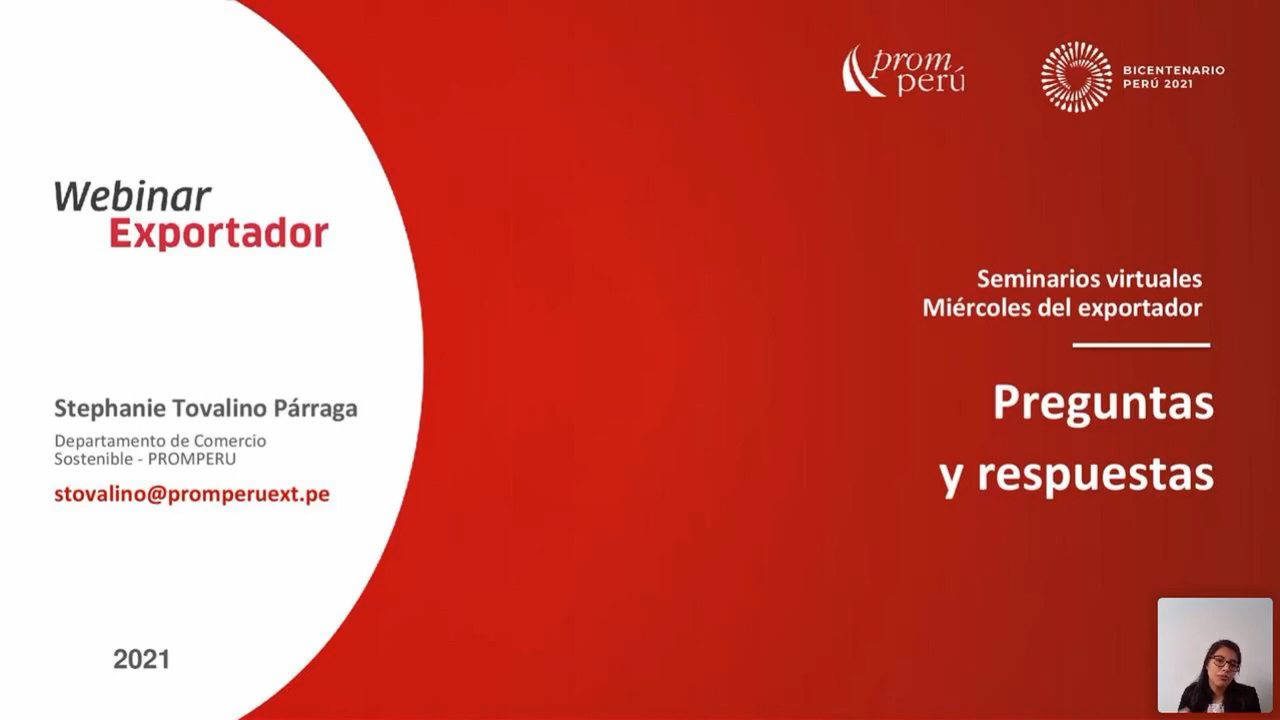 prom
perú
BICENTENARIO
PERÚ 2021
Webinar
Exportador
Seminarios virtuales
Miércoles del exportador
Preguntas
y respuestas
Stephanie Tovalino Párraga
Departamento de Comercio
Sostenible - PROMPERU
stovalino@promperuext.pe
2021